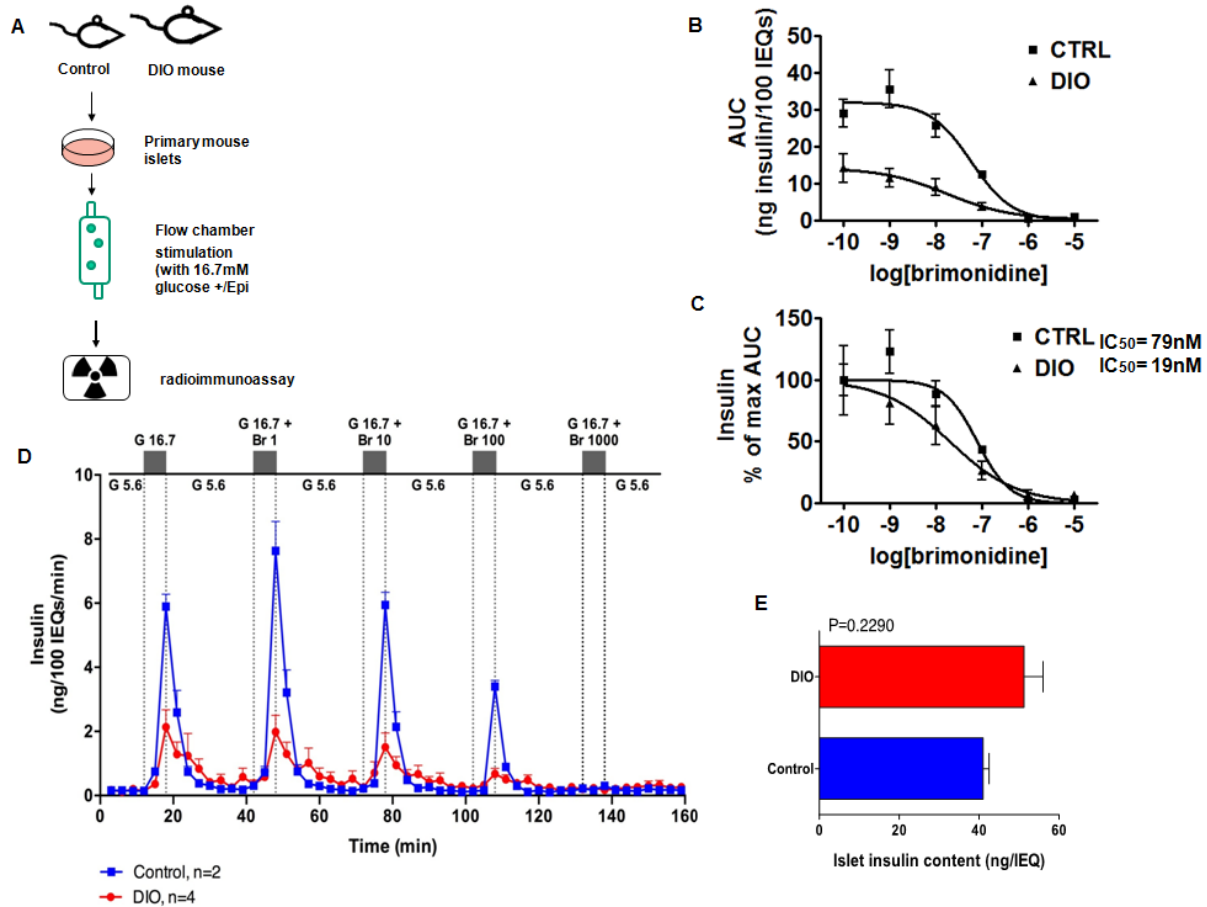 A
Control
DIO mouse
Primary mouse
islets
Flow chamber
stimulation
(with 16.7mM
glucose +/Epi
radioimmunoassay
B
AUC
(ng insulin/100 IEQs)
50
40
30
20
10
0
CTRL
DIO
-10 -9 -8 -7 -6 -5
log[brimonidine]
C
Insulin
% of max AUC
150
100
50
0
CTRL IC50= 79nM
DIO IC50= 19nM
-10 -9 -8 -7 -6 -5
log[brimonidine]
D
G 16.7
G 16.7 +
Br 1
G 16.7 +
Br 10
G 16.7 +
Br 100
G 16.7 +
Br 1000
G 5.6 G 5.6 G 5.6 G 5.6 G 5.6 G 5.6
Insulin
(ng/100 IEQs/min)
10
8
6
4
2
0
0 20 40 60 80 100 120 140 160
Time (min)
Control, n=2
DIO, n=4
E
P=0.2290
DIO
Control
0 20 40 60
Islet insulin content (ng/IEQ)